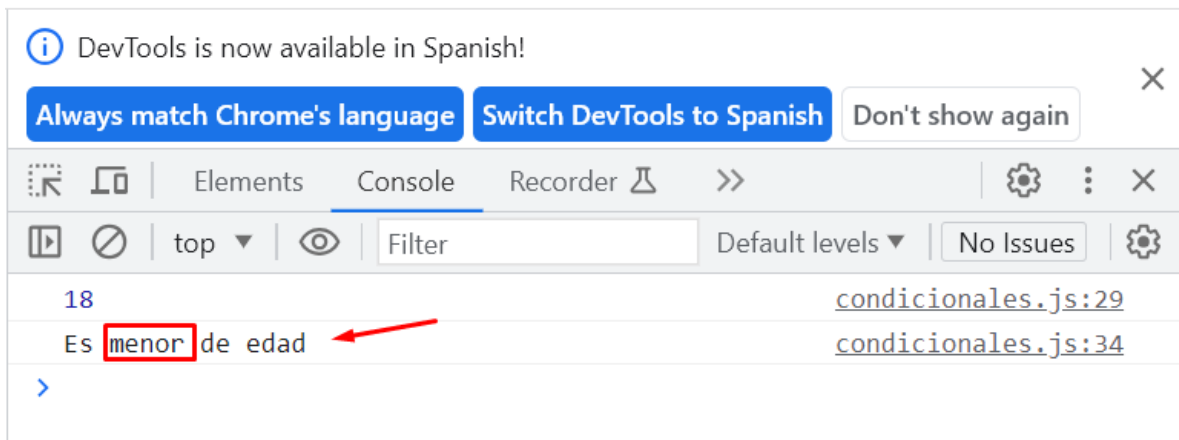 DevTools is now available in Spanish!
Always match Chrome's language Switch DevTools to Spanish Don't show again
Elements Console Recorder
top Filter Default levels No Issues
18 condicionales.js:29
Es menor de edad condicionales.js:34